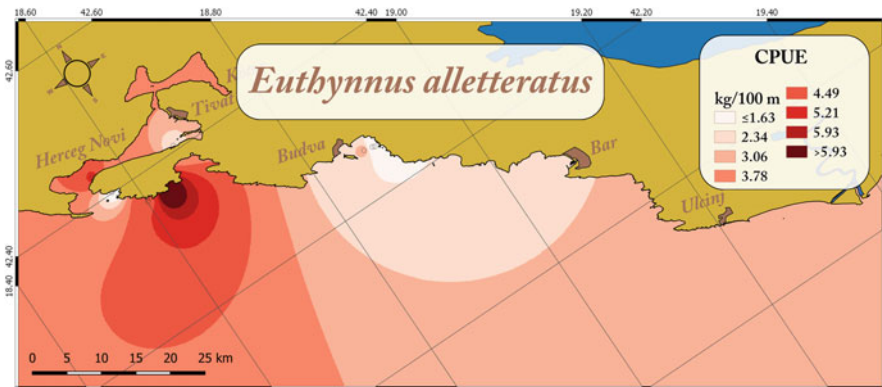 18.60 42.60 18.80 42.40 19.00 19.20 42.20 19.40
42.60
42.40
18.40
Euthynnus alletteratus
Tivat
Herceg Novi
Budva
Bar
Ulcinj
CPUE
kg/100 m
≤1.63
2.34
3.06
3.78
4.49
5.21
5.93
>5.93
0 5 10 15 20 25 km